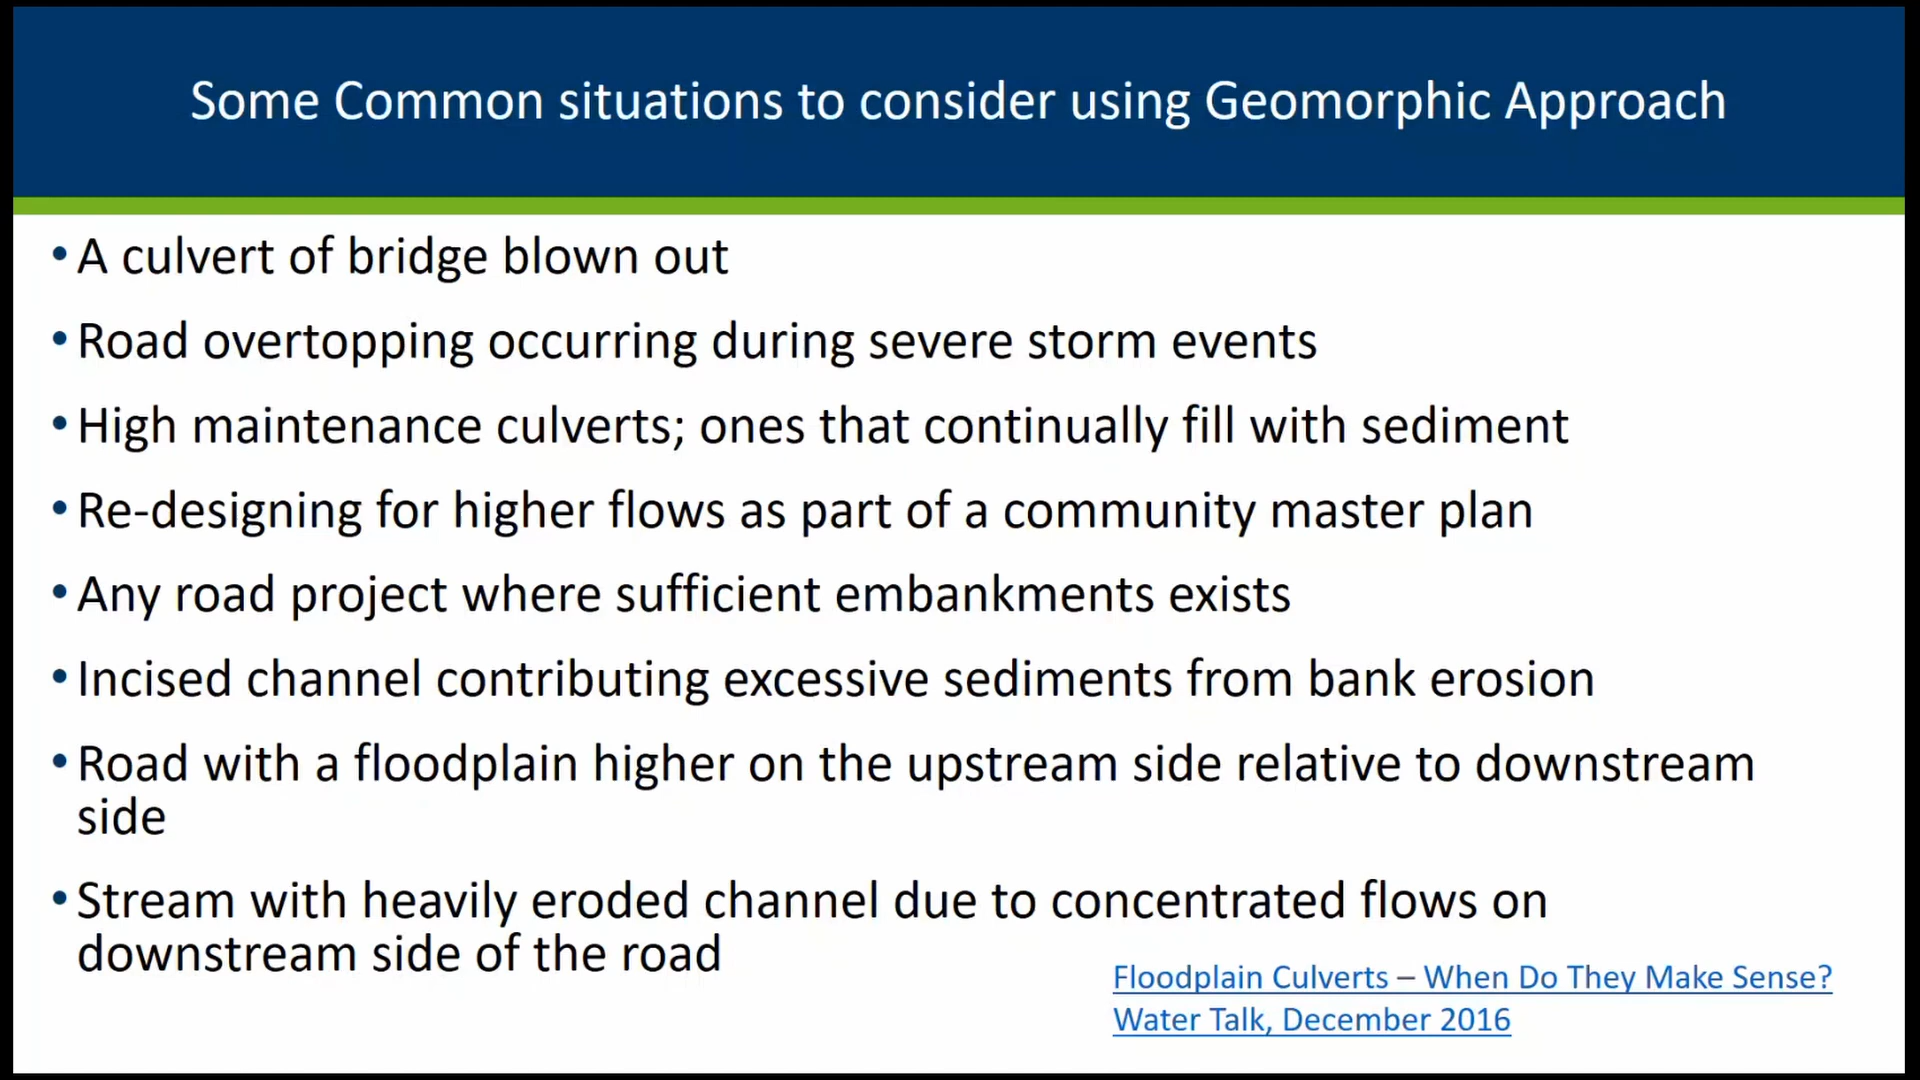 Some Common situations to consider using Geomorphic Approach
• A culvert of bridge blown out
• Road overtopping occurring during severe storm events
• High maintenance culverts; ones that continually fill with sediment
• Re-designing for higher flows as part of a community master plan
• Any road project where sufficient embankments exists
• Incised channel contributing excessive sediments from bank erosion
• Road with a floodplain higher on the upstream side relative to downstream
side
• Stream with heavily eroded channel due to concentrated flows on
downstream side of the road
Floodplain Culverts – When Do They Make Sense?
Water Talk, December 2016